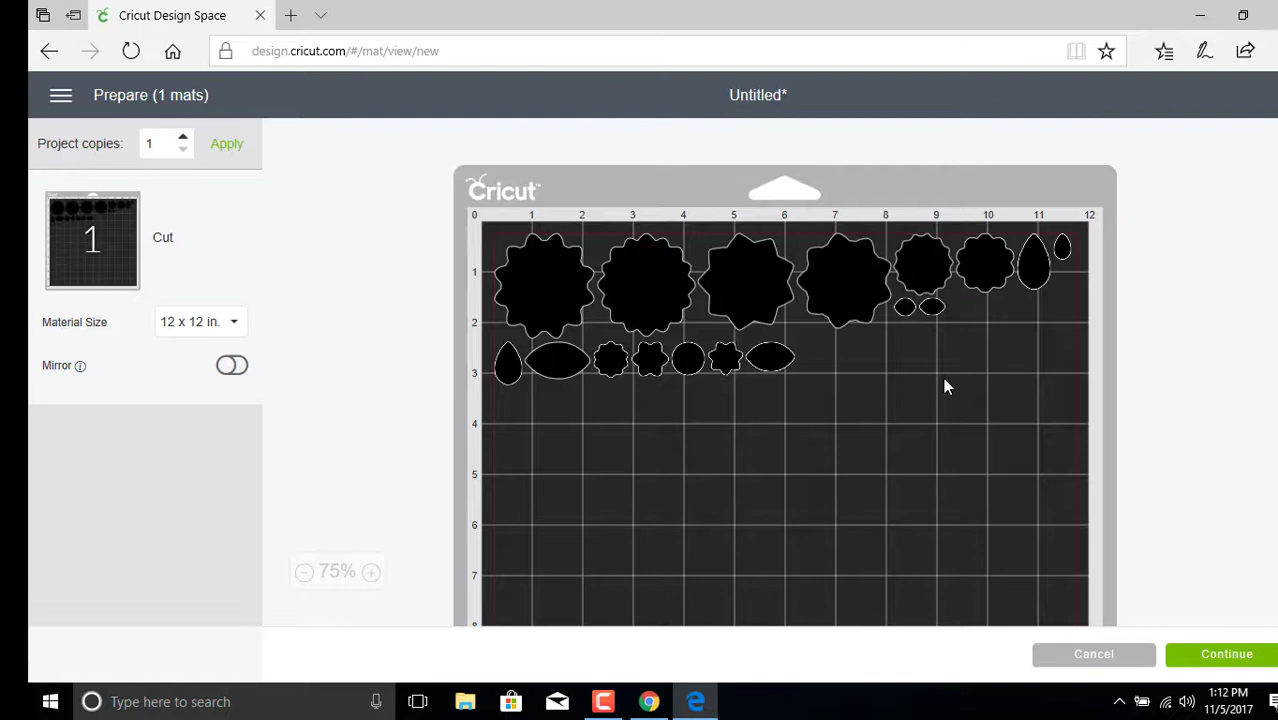 Cricut Design Space
design.cricut.com/#/mat/view/new
Prepare (1 mats)
Untitled*
Project copies: 1 Apply
1
Cut
Material Size 12 x 12 in.
Mirror
Cricut
0 1 2 3 4 5 6 7 8 9 10 11 12
1
2
3
4
5
6
7
8
75%
Cancel
Continue
Type here to search
1:12 PM
11/5/2017